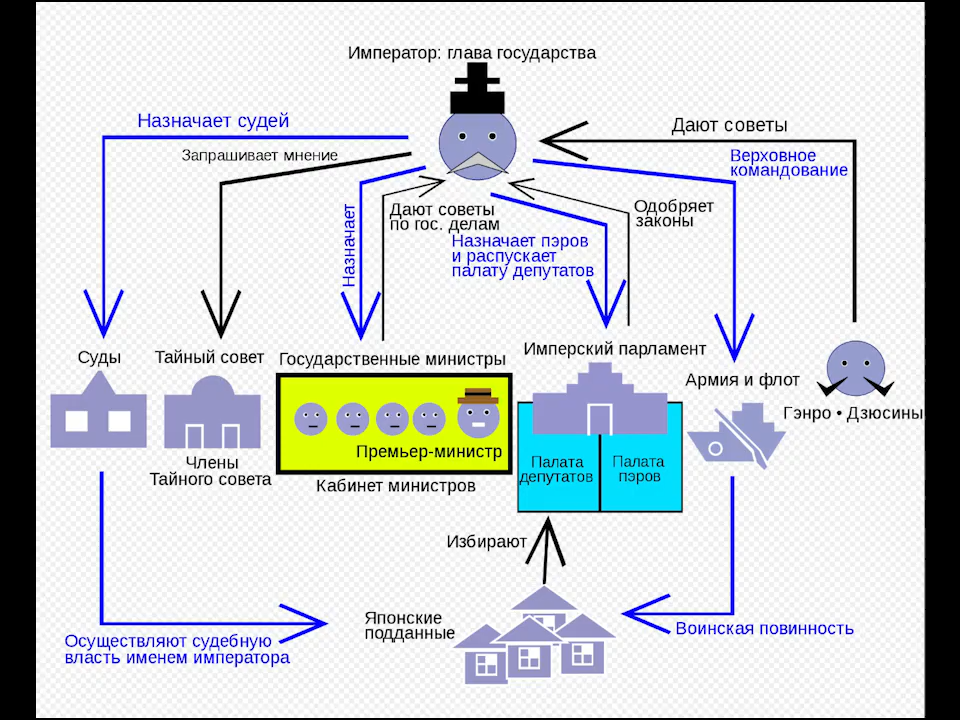 Император: глава государства
Назначает судей
Дают советы
Запрашивает мнение
Верховное
командование
Назначает
Дают советы
по гос. делам
Одобряет
законы
Назначает пэров
и распускает
палату депутатов
Суды
Тайный совет
Государственные министры
Имперский парламент
Армия и флот
Гэнро • Дзюсины
Премьер-министр
Члены
Тайного совета
Кабинет министров
Палата
депутатов
Палата
пэров
Избирают
Японские
подданные
Осуществляют судебную
власть именем императора
Воинская повинность